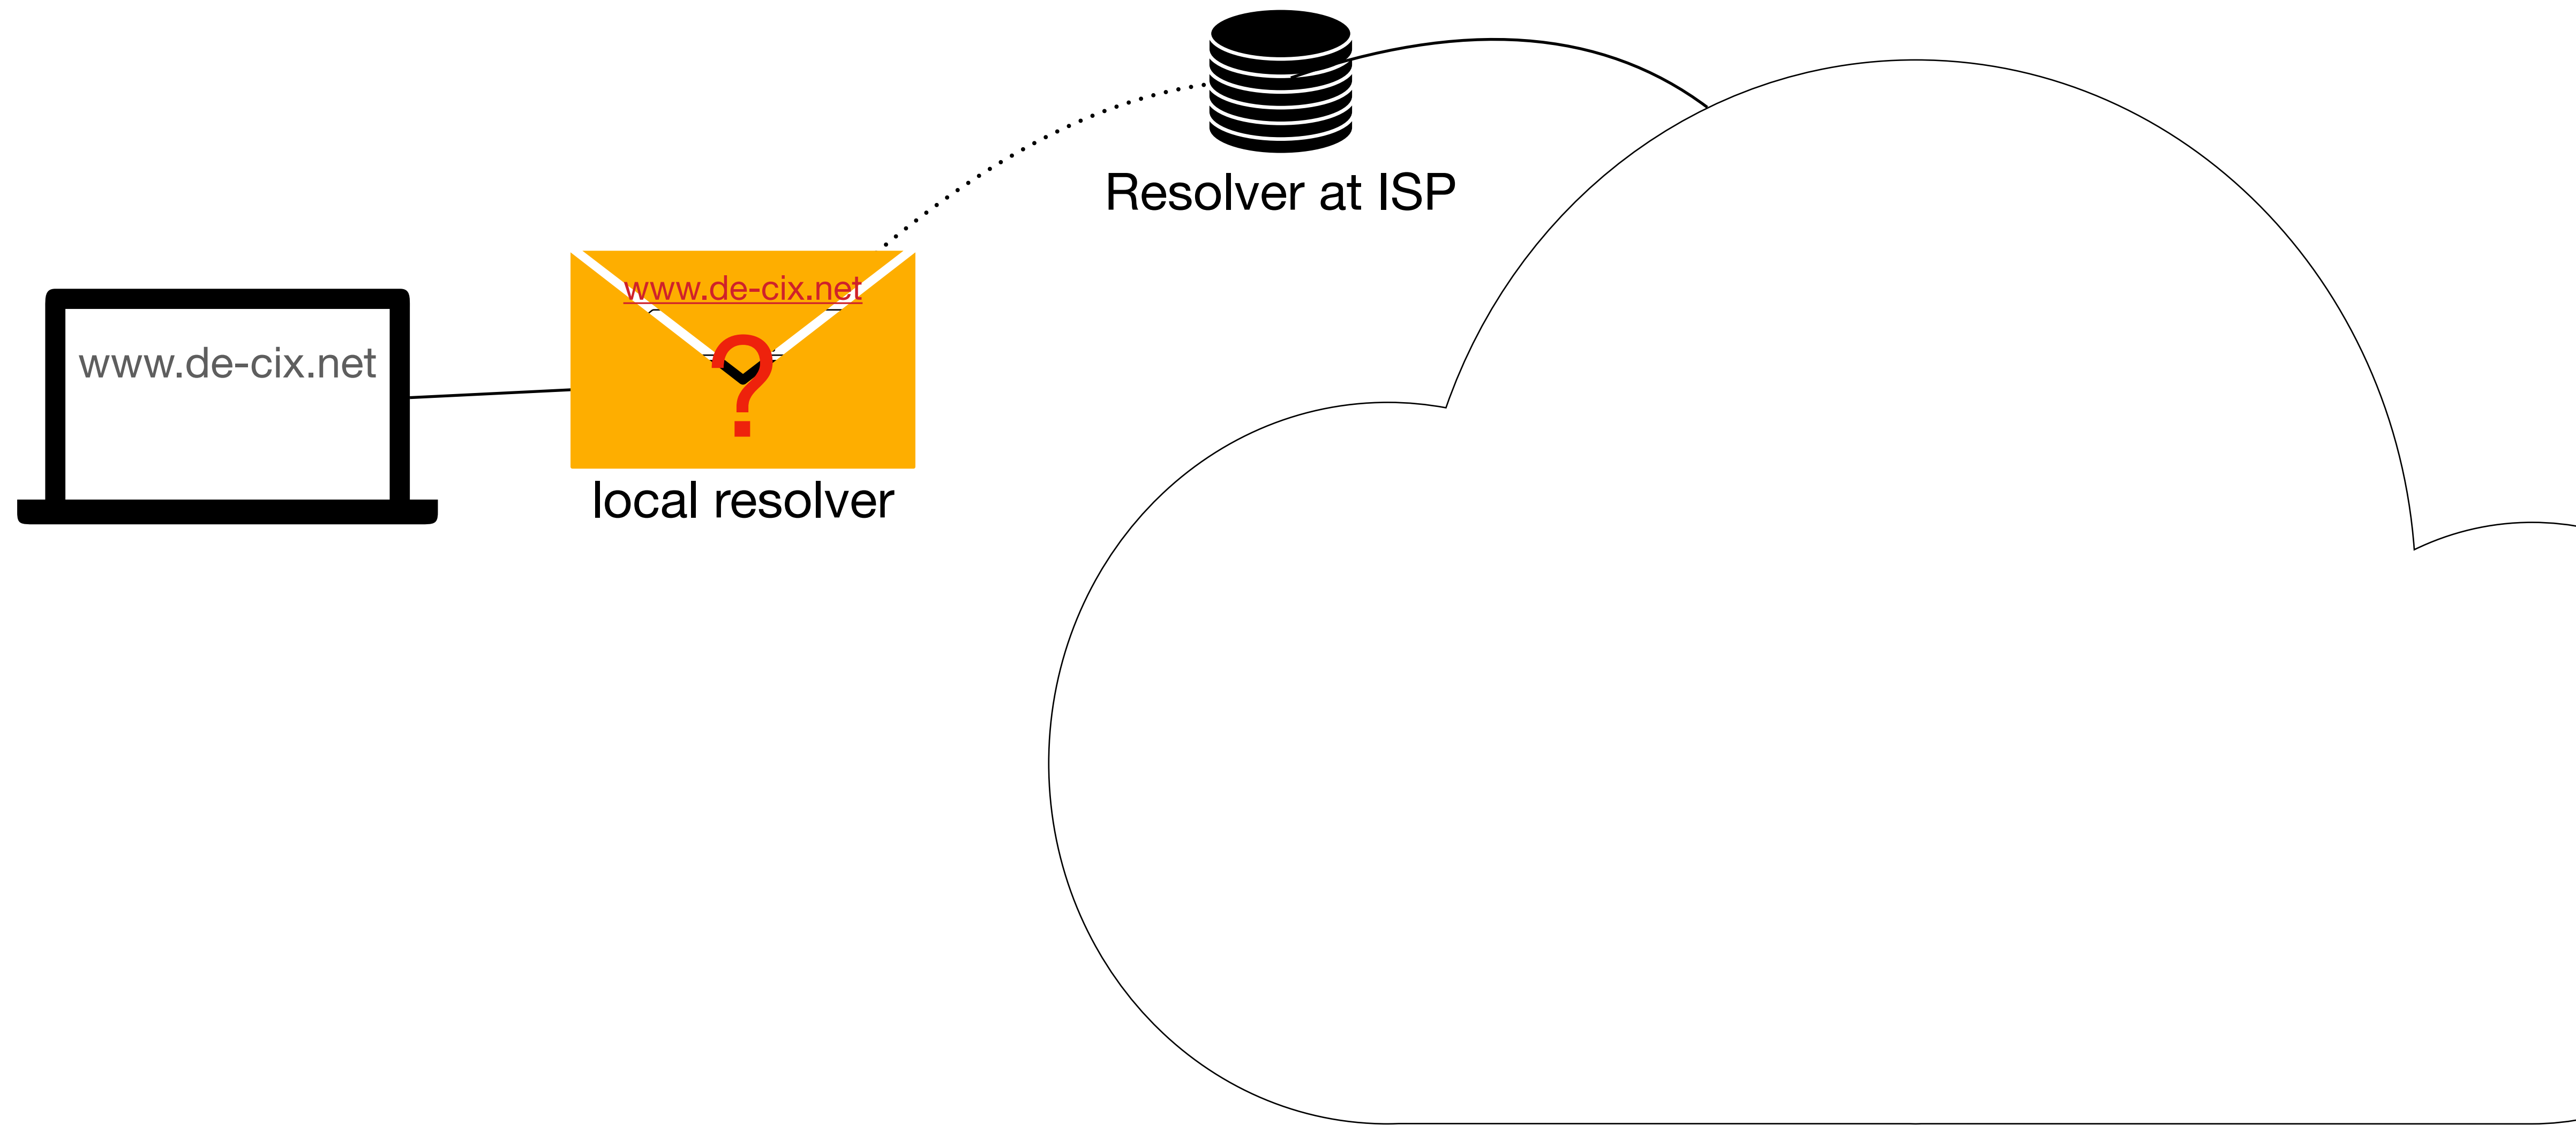 Resolver at ISP
www.de-cix.net
?
www.de-cix.net
local resolver